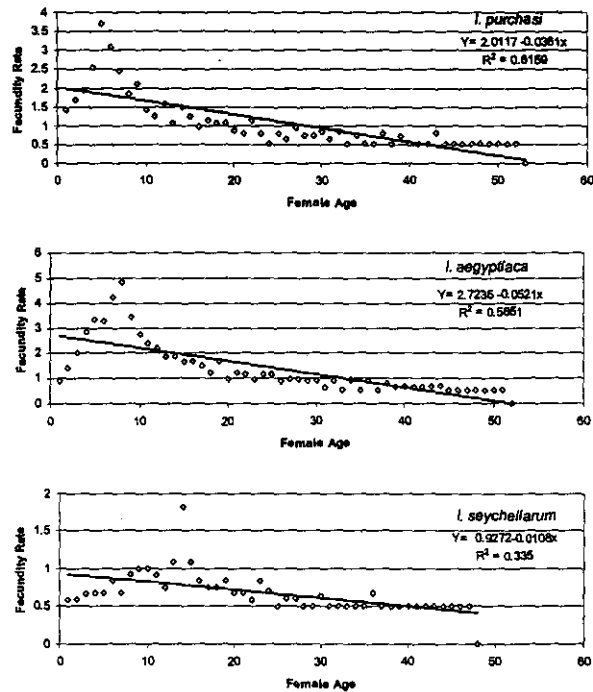 I. purchasi
Y= 2.0117 -0.0361x
R² = 0.6159
4
3.5
3
2.5
2
1.5
1
0.5
0
Fecundity Rate
0 10 20 30 40 50 60
Female Age
I. aegyptiaca
Y= 2.7235 -0.0521x
R² = 0.5651
6
5
4
3
2
1
0
Fecundity Rate
0 10 20 30 40 50 60
Female Age
I. seychellarum
Y= 0.9272-0.0108x
R² = 0.335
2
1.5
1
0.5
0
Fecundity Rate
0 10 20 30 40 50 60
Female Age